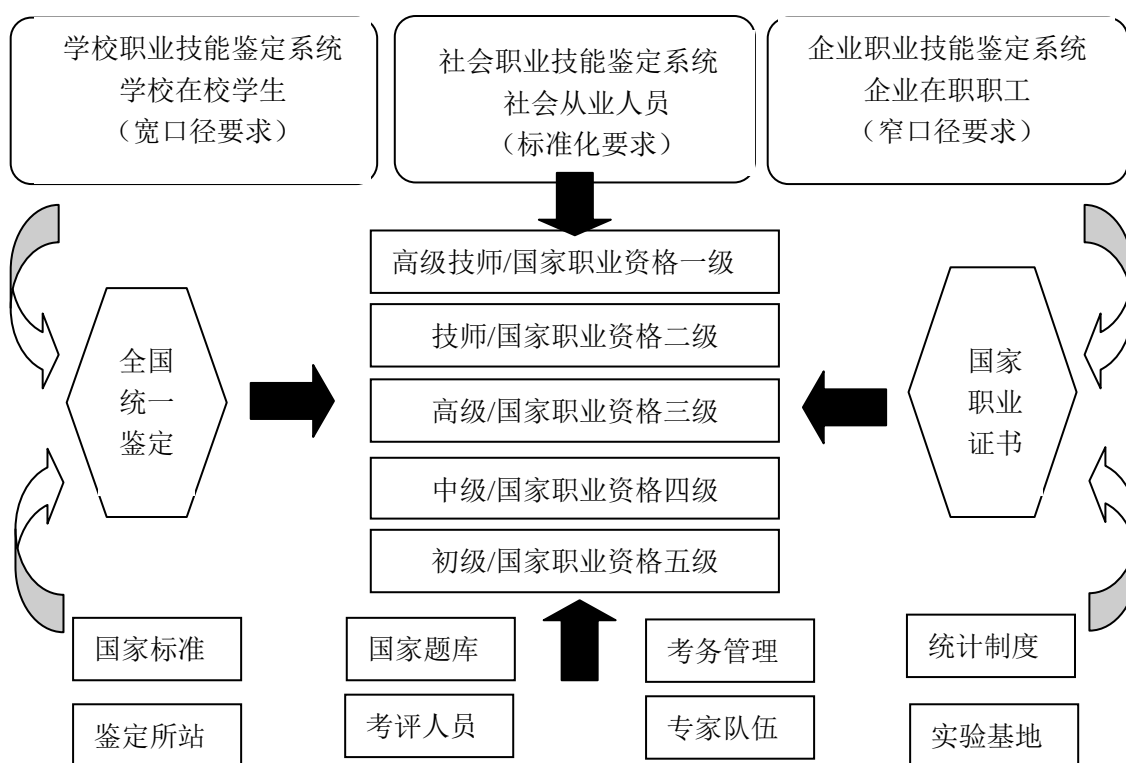 学校职业技能鉴定系统
学校在校学生
（宽口径要求）
社会职业技能鉴定系统
社会从业人员
（标准化要求）
企业职业技能鉴定系统
企业在职职工
（窄口径要求）
高级技师/国家职业资格一级
技师/国家职业资格二级
高级/国家职业资格三级
中级/国家职业资格四级
初级/国家职业资格五级
全国
统一
鉴定
国家
职业
证书
国家标准
国家题库
考务管理
统计制度
鉴定所站
考评人员
专家队伍
实验基地